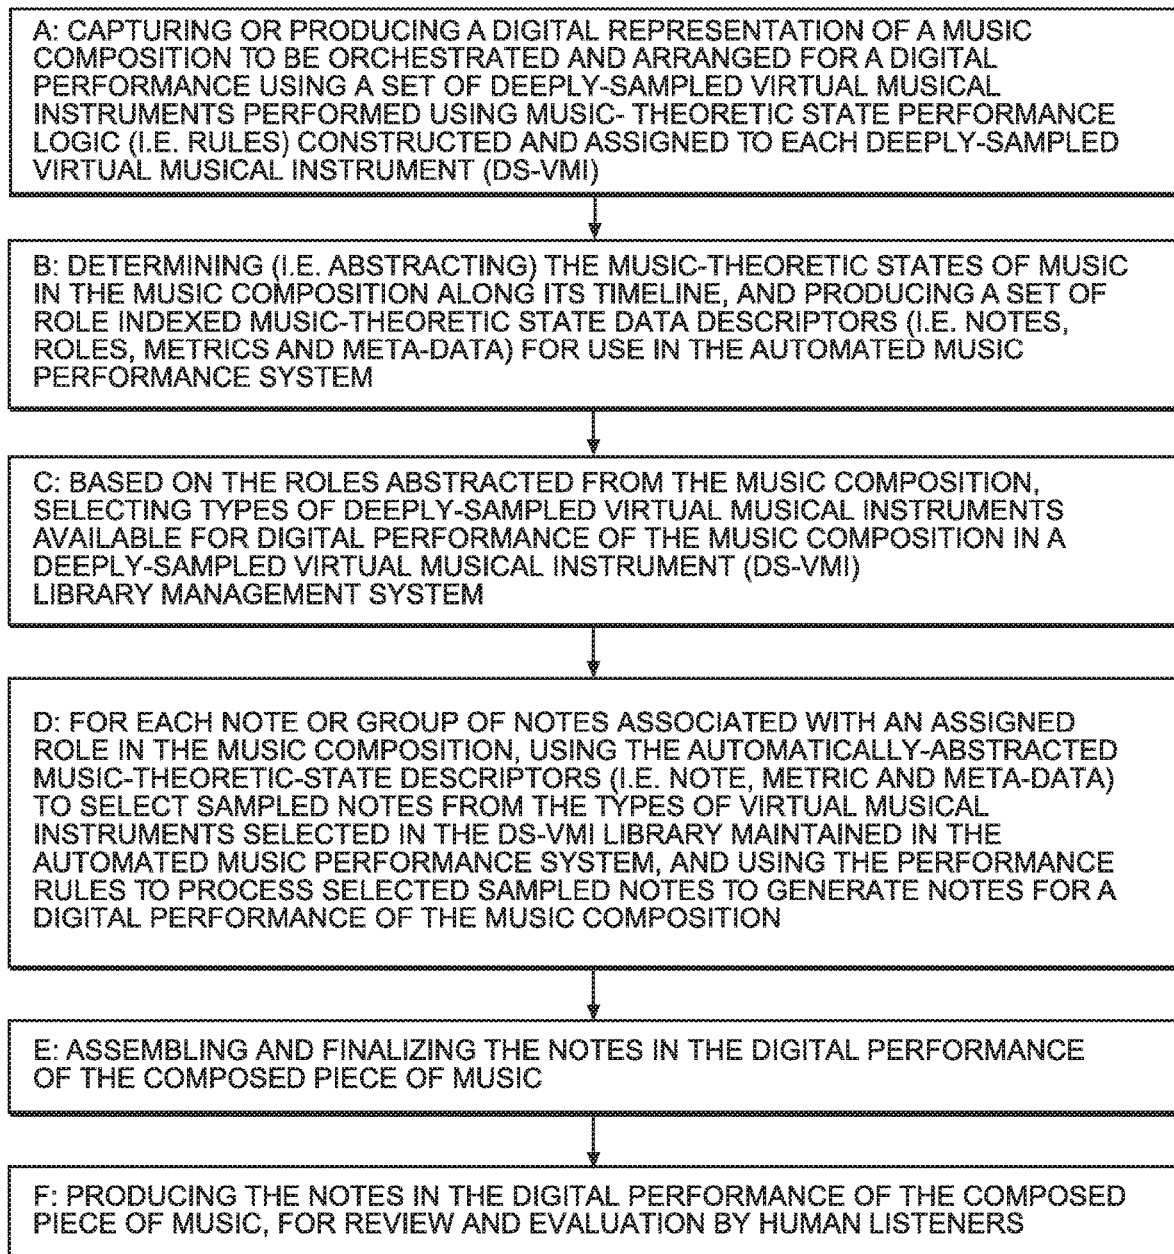 A: CAPTURING OR PRODUCING A DIGITAL REPRESENTATION OF A MUSIC
COMPOSITION TO BE ORCHESTRATED AND ARRANGED FOR A DIGITAL
PERFORMANCE USING A SET OF DEEPLY-SAMPLED VIRTUAL MUSICAL
INSTRUMENTS PERFORMED USING MUSIC- THEORETIC STATE PERFORMANCE
LOGIC (I.E. RULES) CONSTRUCTED AND ASSIGNED TO EACH DEEPLY-SAMPLED
VIRTUAL MUSICAL INSTRUMENT (DS-VMI)
B: DETERMINING (I.E. ABSTRACTING) THE MUSIC-THEORETIC STATES OF MUSIC
IN THE MUSIC COMPOSITION ALONG ITS TIMELINE, AND PRODUCING A SET OF
ROLE INDEXED MUSIC-THEORETIC STATE DATA DESCRIPTORS (I.E. NOTES,
ROLES, METRICS AND META-DATA) FOR USE IN THE AUTOMATED MUSIC
PERFORMANCE SYSTEM
C: BASED ON THE ROLES ABSTRACTED FROM THE MUSIC COMPOSITION,
SELECTING TYPES OF DEEPLY-SAMPLED VIRTUAL MUSICAL INSTRUMENTS
AVAILABLE FOR DIGITAL PERFORMANCE OF THE MUSIC COMPOSITION IN A
DEEPLY-SAMPLED VIRTUAL MUSICAL INSTRUMENT (DS-VMI)
LIBRARY MANAGEMENT SYSTEM
D: FOR EACH NOTE OR GROUP OF NOTES ASSOCIATED WITH AN ASSIGNED
ROLE IN THE MUSIC COMPOSITION, USING THE AUTOMATICALLY-ABSTRACTED
MUSIC-THEORETIC-STATE DESCRIPTORS (I.E. NOTE, METRIC AND META-DATA)
TO SELECT SAMPLED NOTES FROM THE TYPES OF VIRTUAL MUSICAL
INSTRUMENTS SELECTED IN THE DS-VMI LIBRARY MAINTAINED IN THE
AUTOMATED MUSIC PERFORMANCE SYSTEM, AND USING THE PERFORMANCE
RULES TO PROCESS SELECTED SAMPLED NOTES TO GENERATE NOTES FOR A
DIGITAL PERFORMANCE OF THE MUSIC COMPOSITION
E: ASSEMBLING AND FINALIZING THE NOTES IN THE DIGITAL PERFORMANCE
OF THE COMPOSED PIECE OF MUSIC
F: PRODUCING THE NOTES IN THE DIGITAL PERFORMANCE OF THE COMPOSED
PIECE OF MUSIC, FOR REVIEW AND EVALUATION BY HUMAN LISTENERS